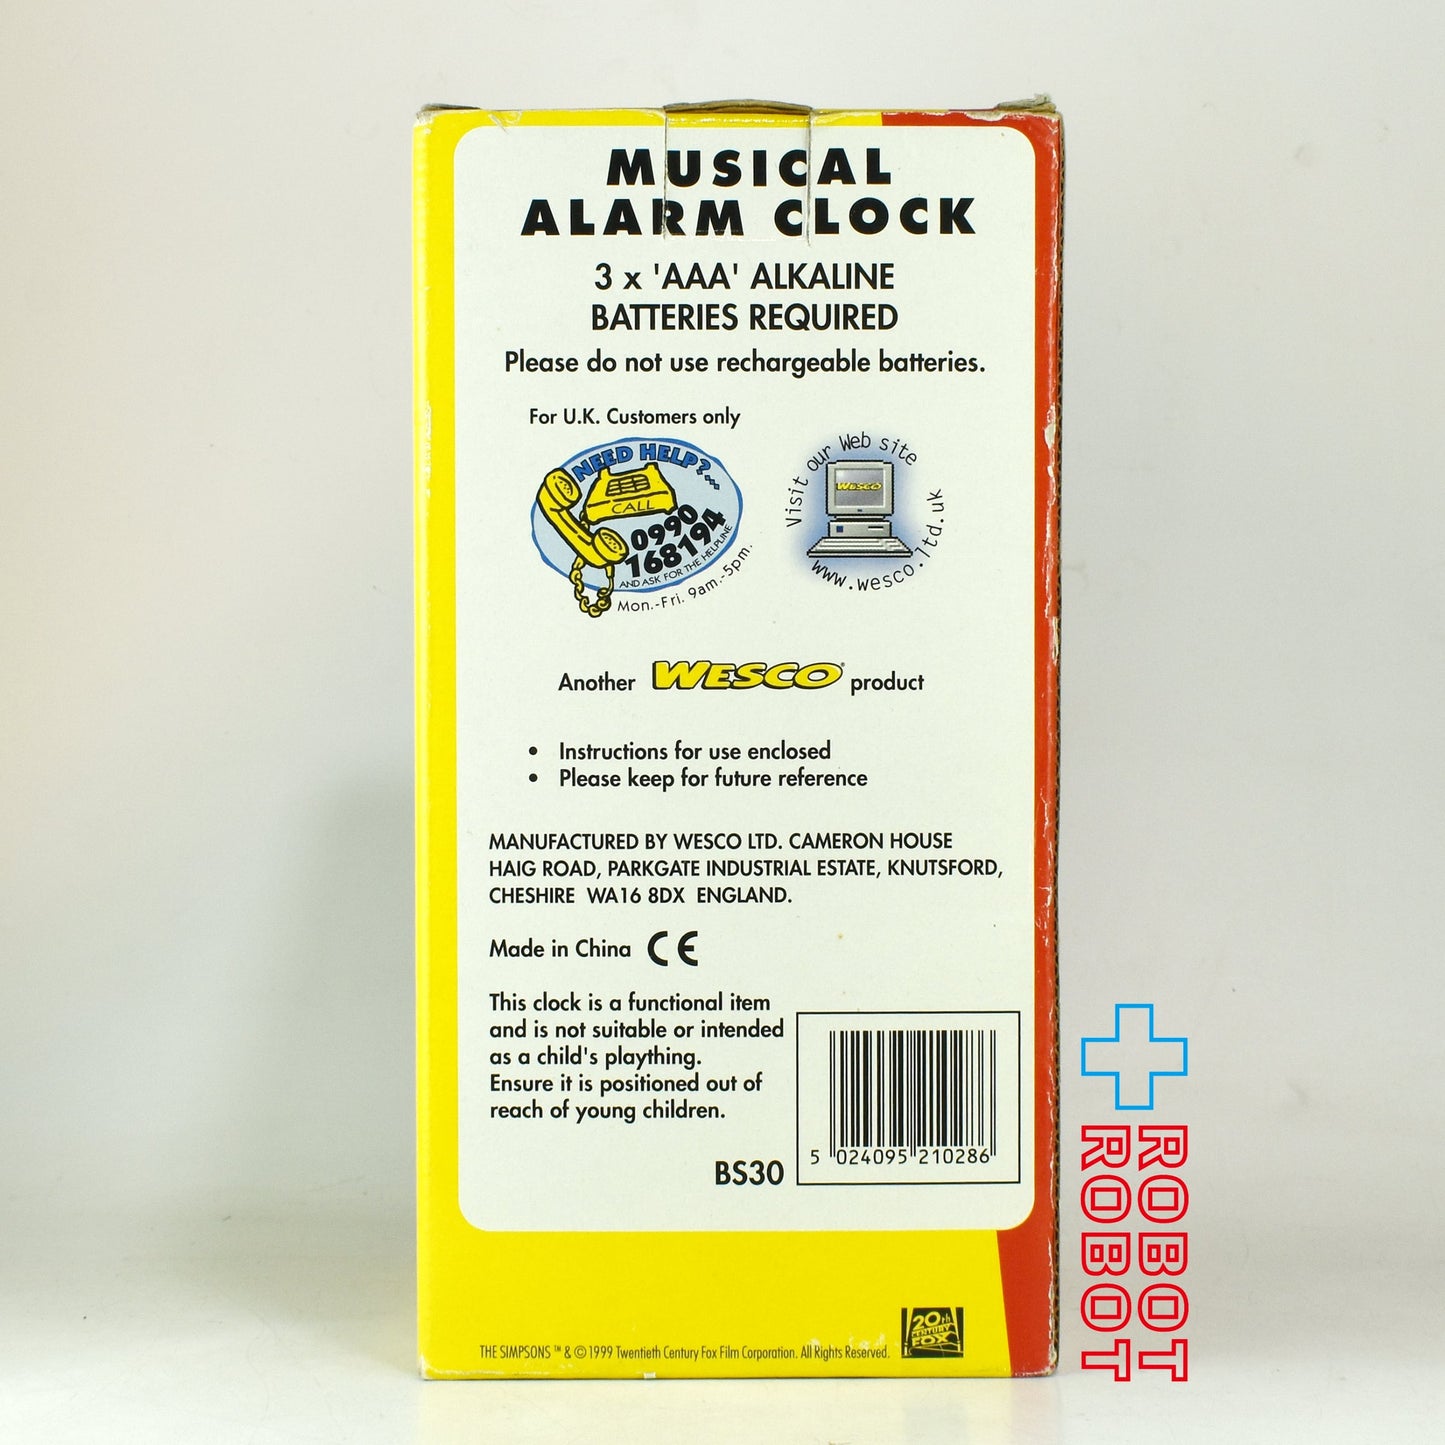 MUSICAL
ALARM CLOCK
3 x 'AAA' ALKALINE
BATTERIES REQUIRED
Please do not use rechargeable batteries.
For U.K. Customers only
NEED HELP?...
CALL
0990
168194
AND ASK FOR THE HELPLINE
Mon.-Fri. 9am.-5pm.
Visit our Web site
WESCO
www.wesco.ltd.uk
Another WESCO® product
• Instructions for use enclosed
• Please keep for future reference
MANUFACTURED BY WESCO LTD. CAMERON HOUSE
HAIG ROAD, PARKGATE INDUSTRIAL ESTATE, KNUTSFORD,
CHESHIRE WA16 8DX ENGLAND.
Made in China CE
This clock is a functional item
and is not suitable or intended
as a child's plaything.
Ensure it is positioned out of
reach of young children.
BS30
5 024095 210286
THE SIMPSONS ™ & © 1999 Twentieth Century Fox Film Corporation. All Rights Reserved.
20th
CENTURY
FOX
ROBOT
ROBOT